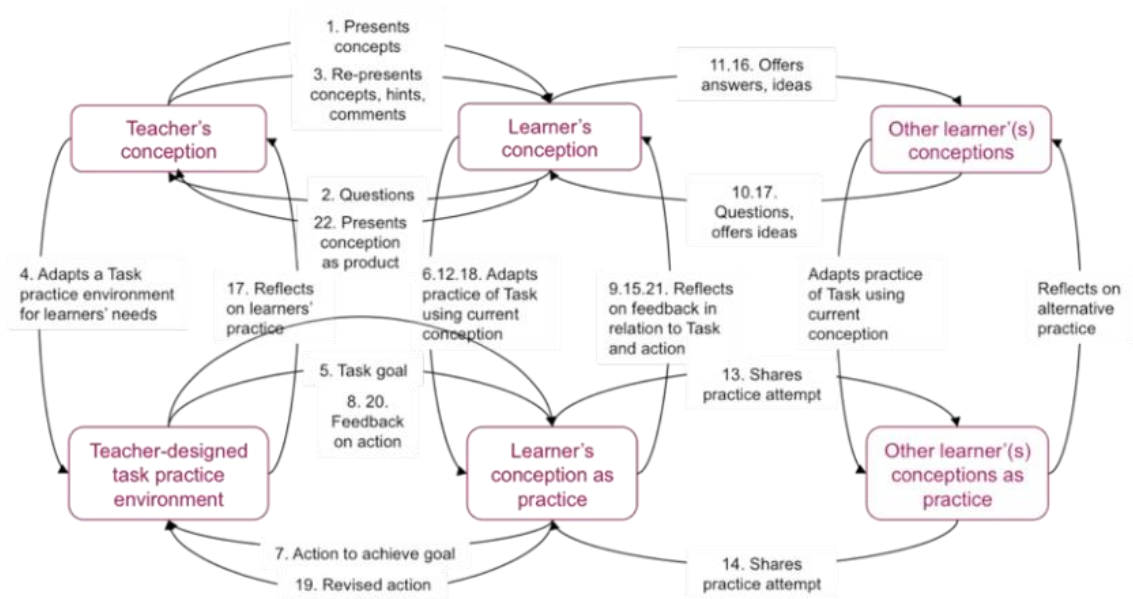 1. Presents
concepts
3. Re-presents
concepts, hints,
comments
11.16. Offers
answers, ideas
Teacher's
conception
Learner's
conception
Other learner'(s)
conceptions
2. Questions
22. Presents
conception
as product
10.17.
Questions,
offers ideas
4. Adapts a Task
practice environment
for learners' needs
17. Reflects
on learners'
practice
6.12.18. Adapts
practice of Task
using current
conception
9.15.21. Reflects
on feedback in
relation to Task
and action
Adapts practice
of Task using
current
conception
Reflects on
alternative
practice
5. Task goal
8. 20.
Feedback
on action
13. Shares
practice attempt
Teacher-designed
task practice
environment
Learner's
conception as
practice
Other learner'(s)
conceptions as
practice
7. Action to achieve goal
19. Revised action
14. Shares
practice attempt